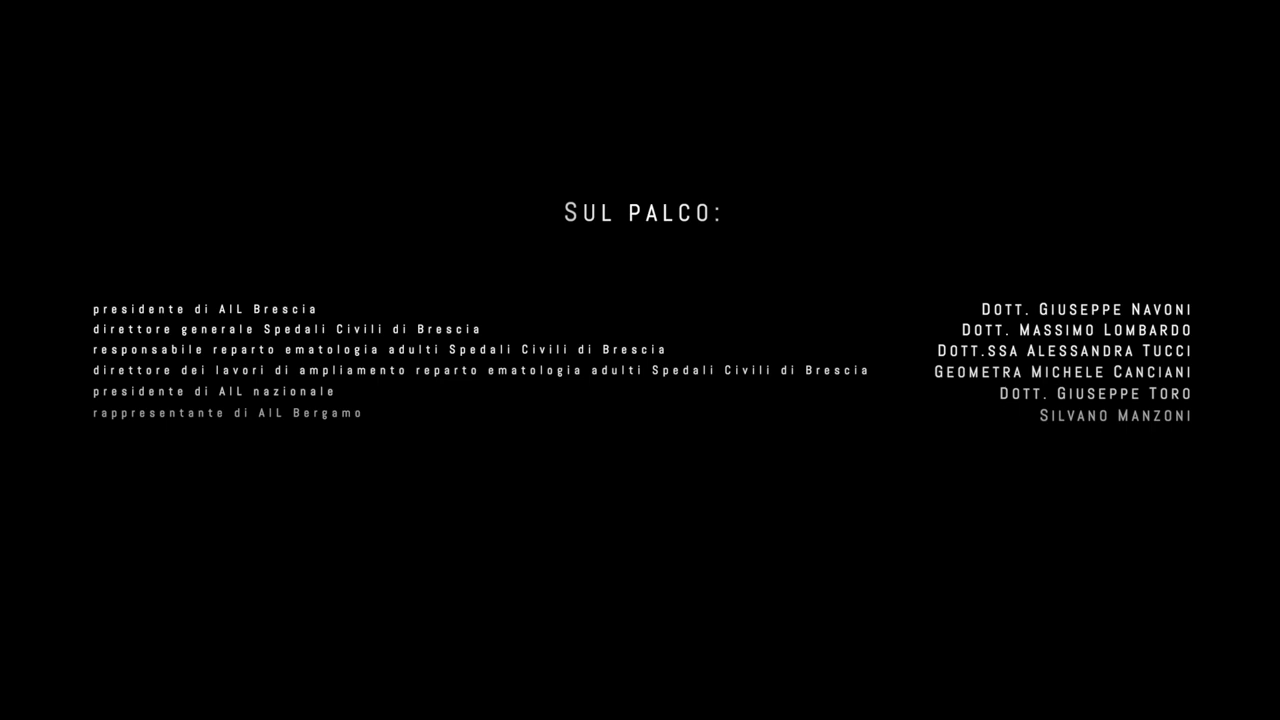 SUL PALCO:
presidente di AIL Brescia DOTT. GIUSEPPE NAVONI
direttore generale Spedali Civili di Brescia DOTT. MASSIMO LOMBARDO
responsabile reparto ematologia adulti Spedali Civili di Brescia DOTT.SSA ALESSANDRA TUCCI
direttore dei lavori di ampliamento reparto ematologia adulti Spedali Civili di Brescia GEOMETRA MICHELE CANCIANI
presidente di AIL nazionale DOTT. GIUSEPPE TORO
rappresentante di AIL Bergamo SILVANO MANZONI